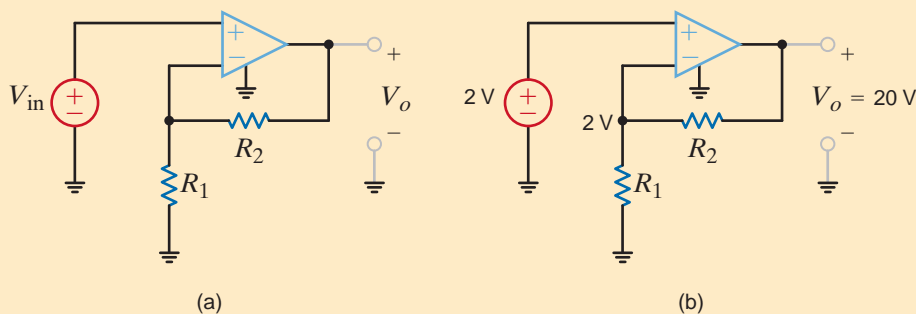 +
−
+
V_in
+
−
V_o
−
R_2
R_1
(a)
+
−
+
2 V
+
−
V_o = 20 V
2 V
−
R_2
R_1
(b)